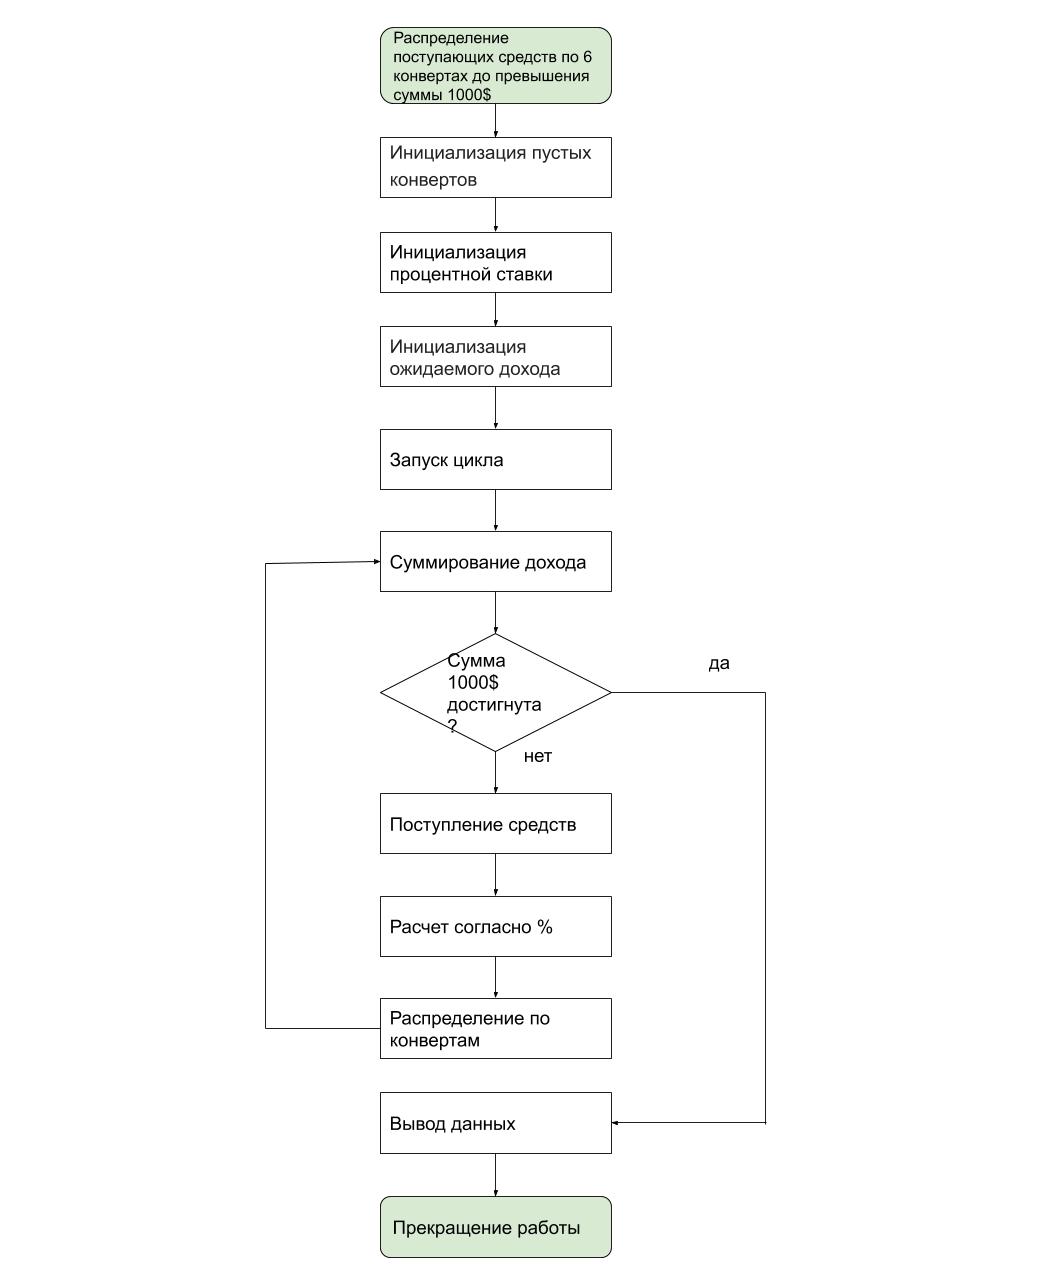 Распределение
поступающих средств по 6
конвертах до превышения
суммы 1000$
Инициализация пустых
конвертов
Инициализация
процентной ставки
Инициализация
ожидаемого дохода
Запуск цикла
Суммирование дохода
Сумма
1000$
достигнута
?
да
нет
Поступление средств
Расчет согласно %
Распределение по
конвертам
Вывод данных
Прекращение работы